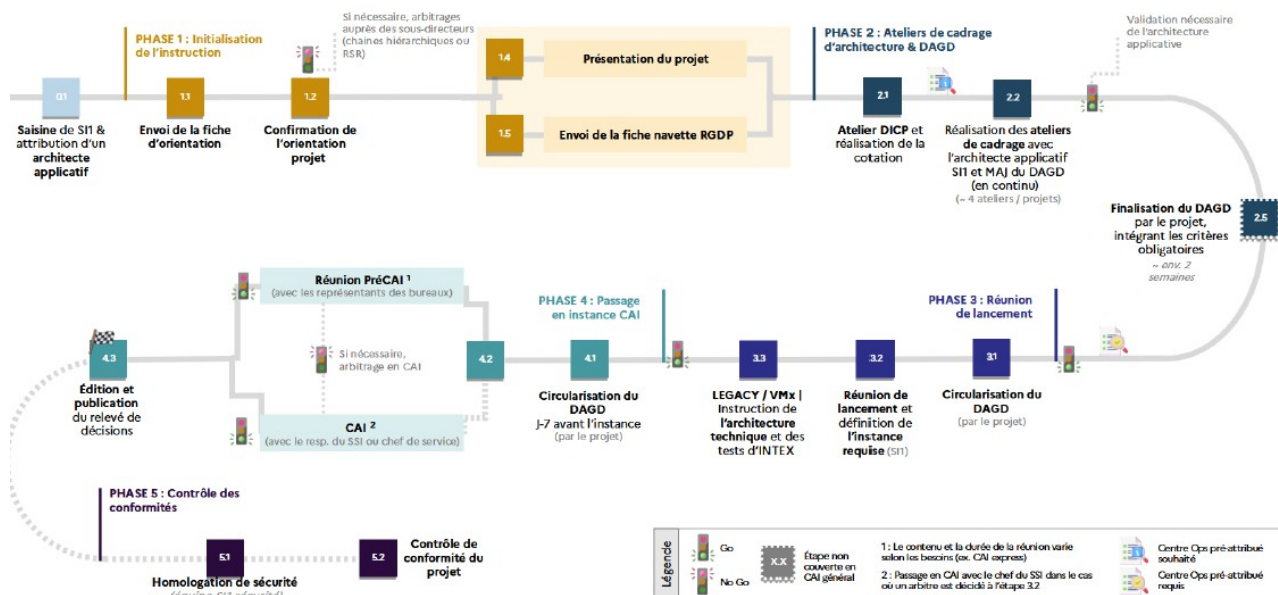 Si nécessaire, arbitrages
auprès des sous-directeurs
(chaines hiérarchiques ou
RSR)
PHASE 1 : Initialisation
de l'instruction
0.1
Saisine de SI1 &
attribution d'un
architecte
applicatif
1.1
Envoi de la fiche
d'orientation
1.2
Confirmation de
l'orientation
projet
1.4
Présentation du projet
1.5
Envoi de la fiche navette RGDP
PHASE 2 : Ateliers de cadrage
d'architecture & DAGD
2.1
Atelier DICP et
réalisation de la
cotation
2.2
Réalisation des ateliers
de cadrage avec
l'architecte applicatif
SI1 et MAJ du DAGD
(en continu)
(~ 4 ateliers / projets)
Validation nécessaire
de l'architecture
applicative
2.5
Finalisation du DAGD
par le projet,
intégrant les critères
obligatoires
~ env. 2
semaines
PHASE 3 : Réunion
de lancement
3.1
Circularisation du
DAGD
(par le projet)
3.2
Réunion de
lancement et
définition de
l'instance
requise (SI1)
3.3
LEGACY / VMx |
Instruction de
l'architecture
technique et des
tests d'INTEX
PHASE 4 : Passage
en instance CAI
4.1
Circularisation du
DAGD
J-7 avant l'instance
(par le projet)
4.2
Réunion PréCAI 1
(avec les représentants des bureaux)
Si nécessaire,
arbitrage en CAI
CAI 2
(avec le resp. du SSI ou chef de service)
4.3
Édition et
publication
du relevé de
décisions
PHASE 5 : Contrôle des
conformités
5.1
Homologation de sécurité
(équipe SI1 sécurité)
5.2
Contrôle de
conformité du
projet
Légende
Go
No Go
X.X
Étape non
couverte en
CAI général
1 : Le contenu et la durée de la réunion varie
selon les besoins (ex. CAI express)
2 : Passage en CAI avec le chef du SSI dans le cas
où un arbitre est décidé à l'étape 3.2
Centre Ops pré-attribué
souhaité
Centre Ops pré-attribué
requis